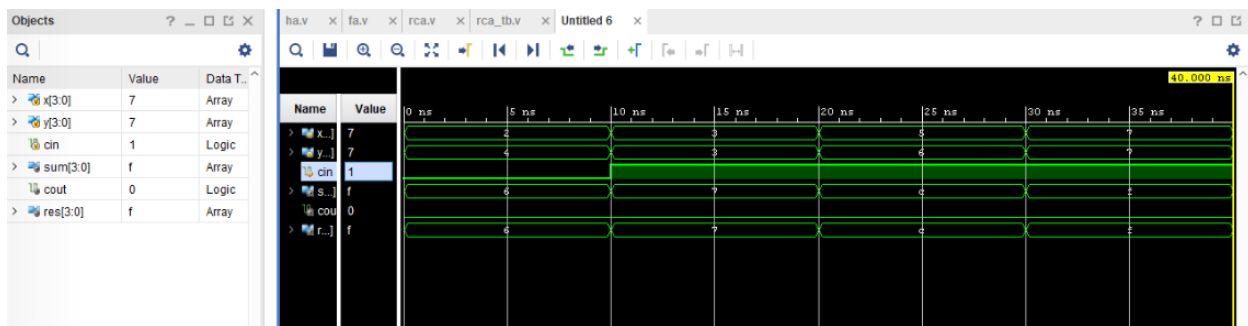 Objects ? _
Name Value Data T..
x[3:0] 7 Array
y[3:0] 7 Array
cin 1 Logic
sum[3:0] f Array
cout 0 Logic
res[3:0] f Array
ha.v × fa.v × rca.v × rca_tb.v × Untitled 6 × ?
40.000 ns
Name Value 0 ns 5 ns 10 ns 15 ns 20 ns 25 ns 30 ns 35 ns
x...] 7 2 3 5 7
y...] 7 4 3 6 7
cin 1
s...] f 6 7 c f
cou 0
r...] f 6 7 c f